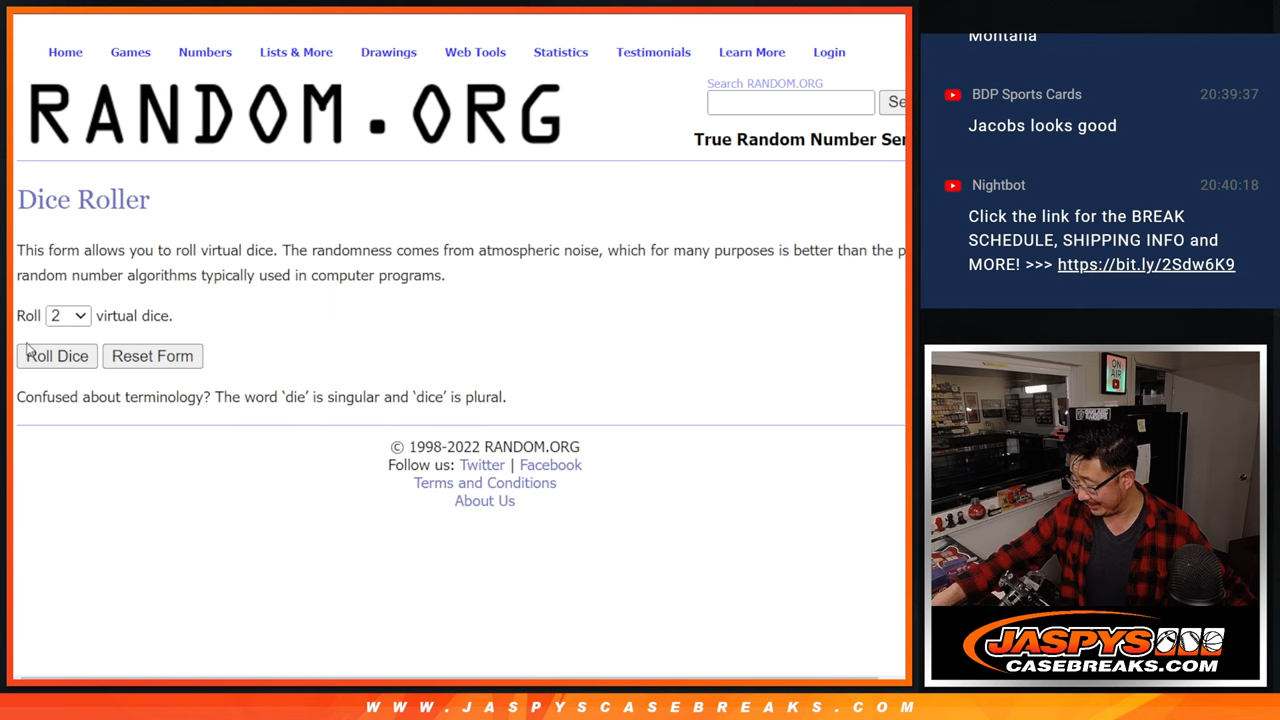 Home Games Numbers Lists & More Drawings Web Tools Statistics Testimonials Learn More Login
RANDOM.ORG
Search RANDOM.ORG
Se
True Random Number Ser
Dice Roller
This form allows you to roll virtual dice. The randomness comes from atmospheric noise, which for many purposes is better than the p
random number algorithms typically used in computer programs.
Roll 2 virtual dice.
Roll Dice Reset Form
Confused about terminology? The word ‘die’ is singular and ‘dice’ is plural.
© 1998-2022 RANDOM.ORG
Follow us: Twitter | Facebook
Terms and Conditions
About Us
Montana
BDP Sports Cards 20:39:37
Jacobs looks good
Nightbot 20:40:18
Click the link for the BREAK
SCHEDULE, SHIPPING INFO and
MORE! >>> https://bit.ly/2Sdw6K9
ON
AIR
JASPYS
CASEBREAKS.COM
WWW.JASPYSCASEBREAKS.COM